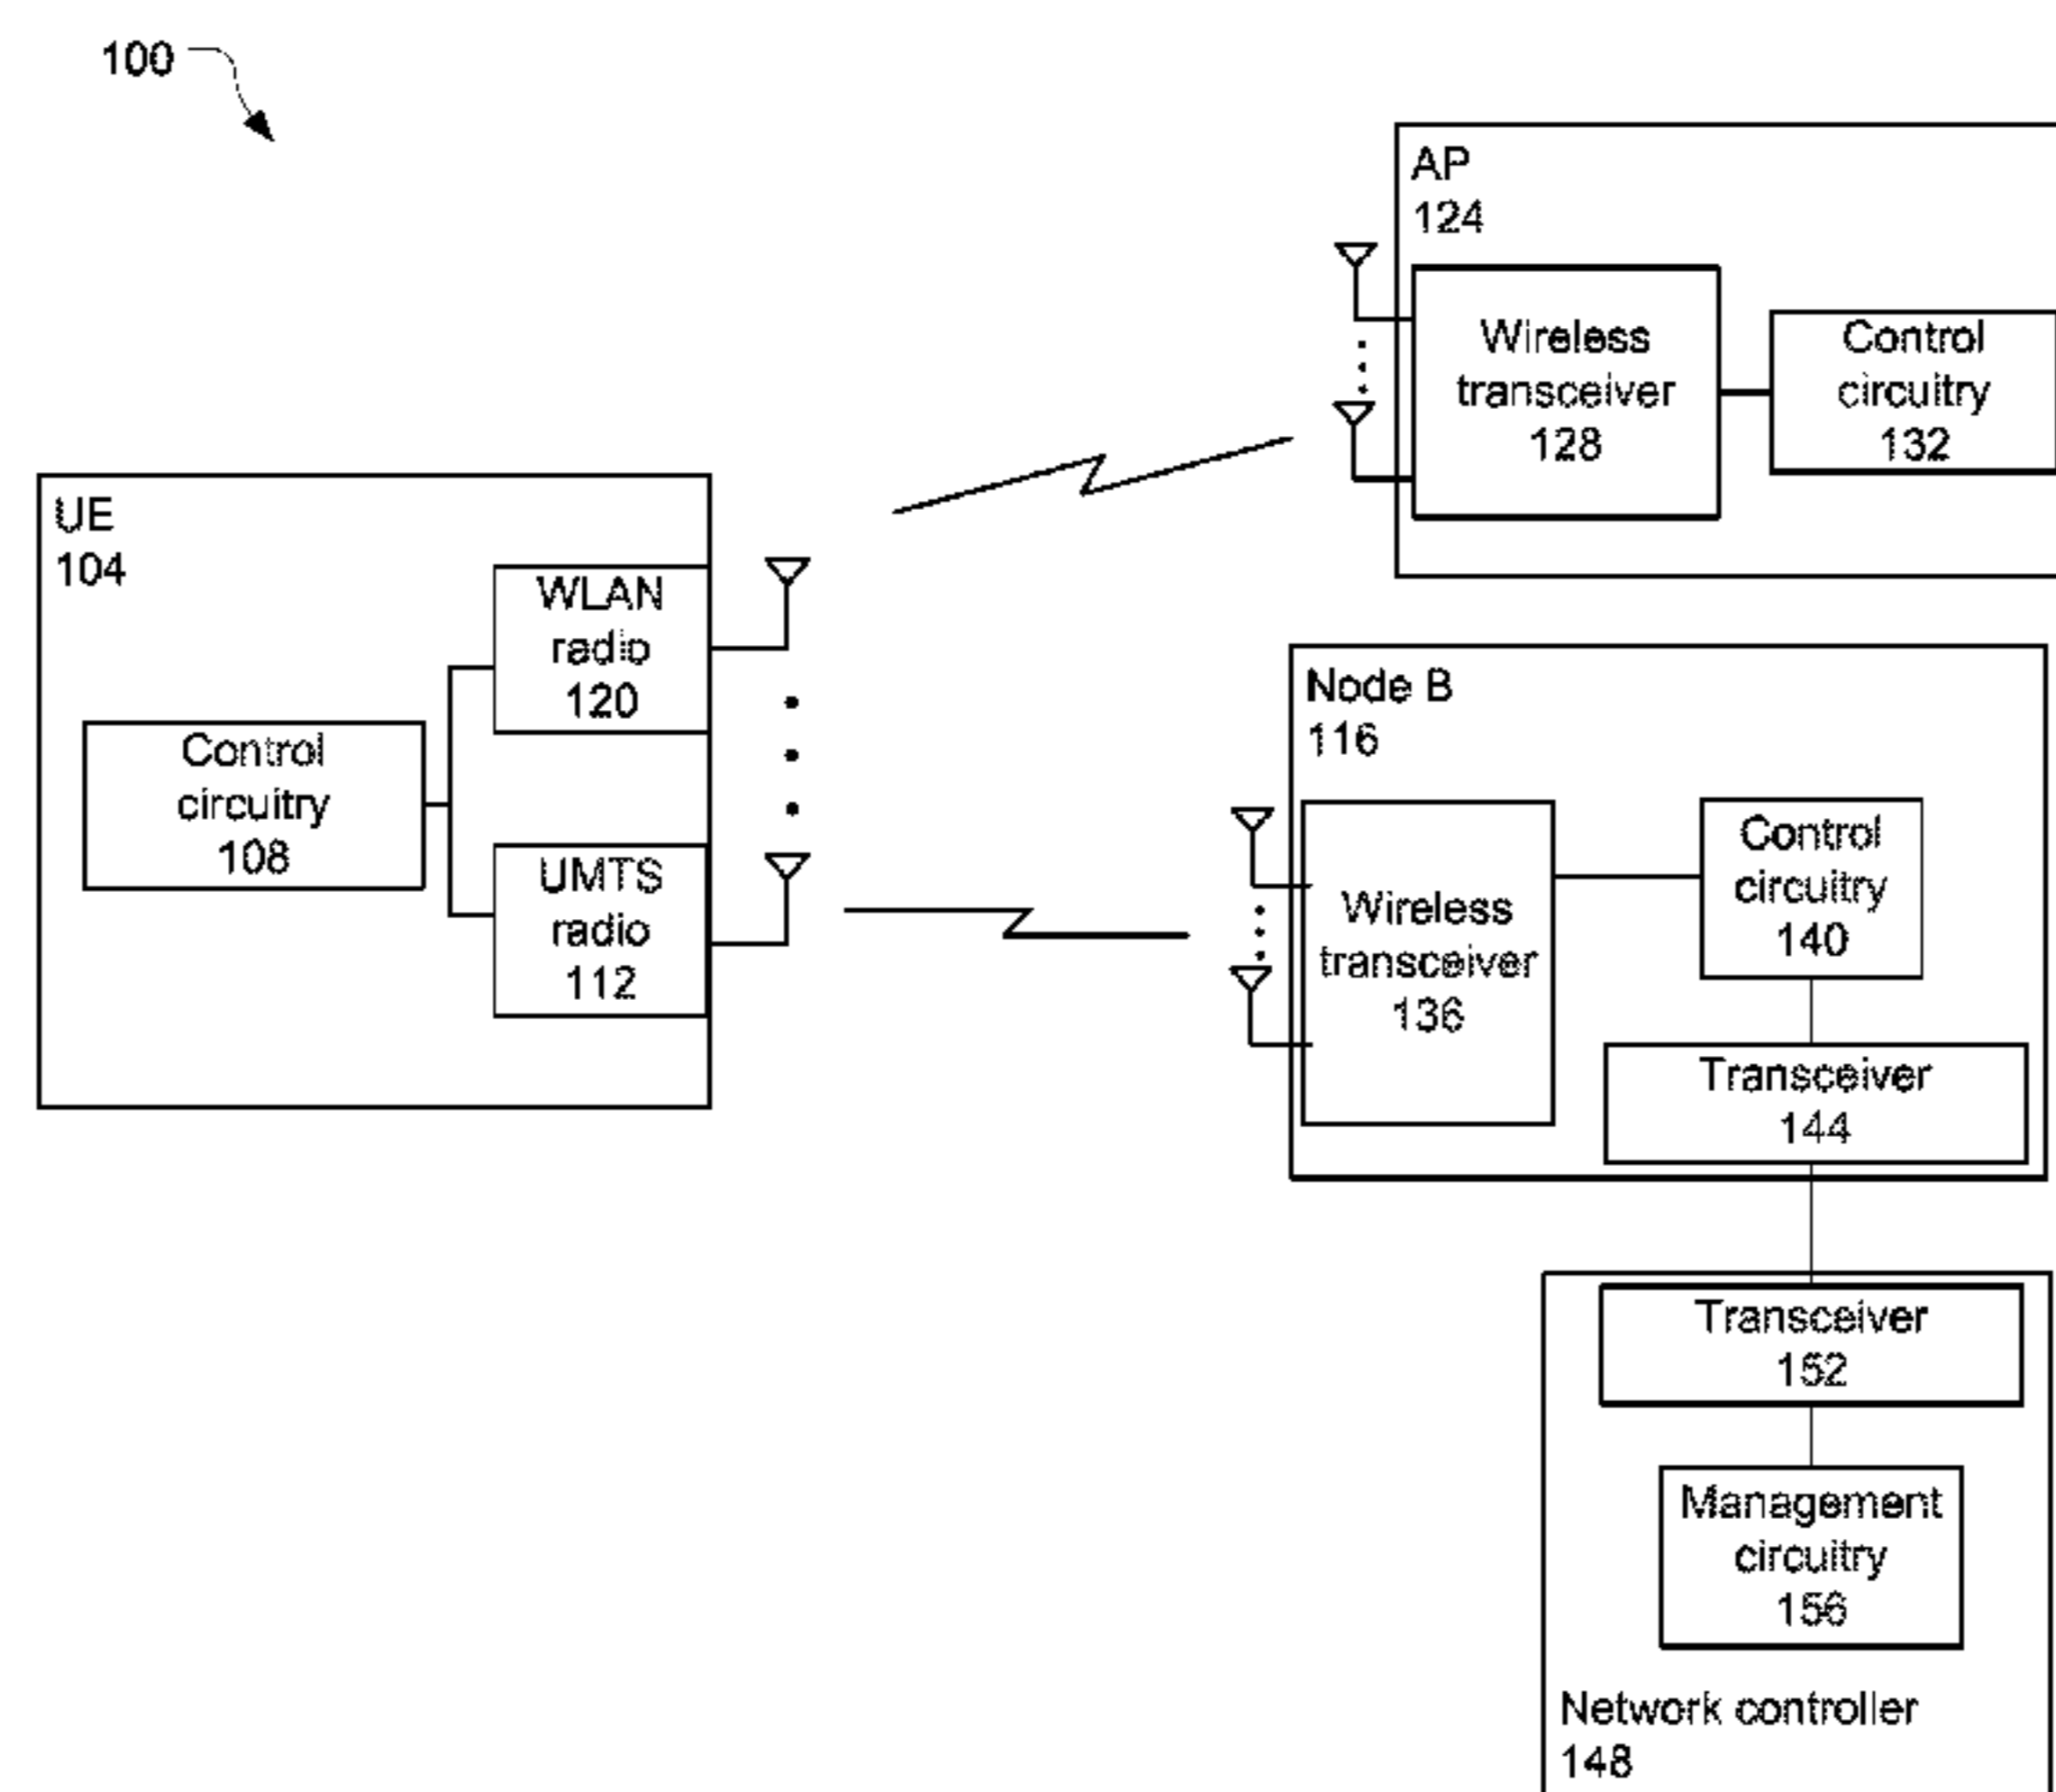 100
AP
124
Wireless
transceiver
128
Control
circuitry
132
UE
104
WLAN
radio
120
Control
circuitry
108
UMTS
radio
112
Node B
116
Wireless
transceiver
136
Control
circuitry
140
Transceiver
144
Transceiver
152
Management
circuitry
156
Network controller
148